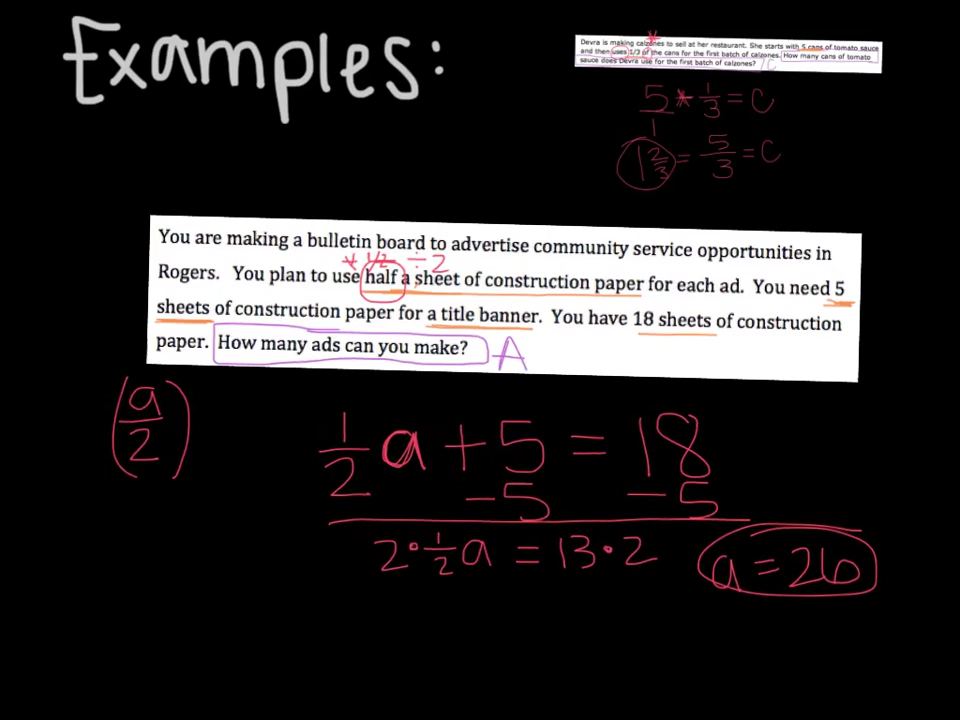 Examples:
Devra is making calzones to sell at her restaurant. She starts with 5 cans of tomato sauce
and then uses 1/3 of the cans for the first batch of calzones. How many cans of tomato
sauce does Devra use for the first batch of calzones? C
5 * 1/3 = C
1
1 2/3 = 5/3 = C
You are making a bulletin board to advertise community service opportunities in
* 1/2 ÷ 2
Rogers. You plan to use half a sheet of construction paper for each ad. You need 5
sheets of construction paper for a title banner. You have 18 sheets of construction
paper. How many ads can you make? A
(a/2)
1/2 a + 5 = 18
- 5 - 5
2 · 1/2 a = 13 · 2
a = 26